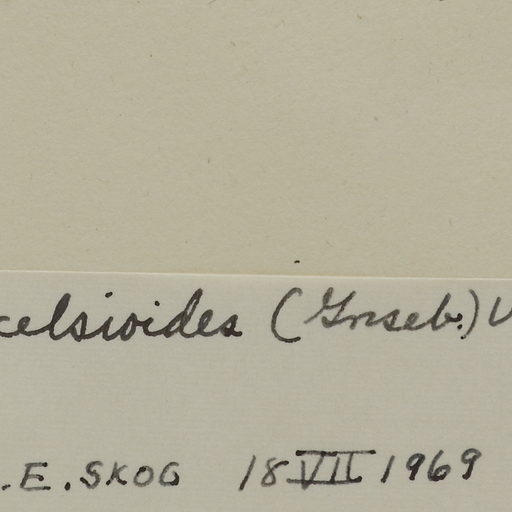 celsioides (Griseb.)
.E.SKOG 18 VII 1969